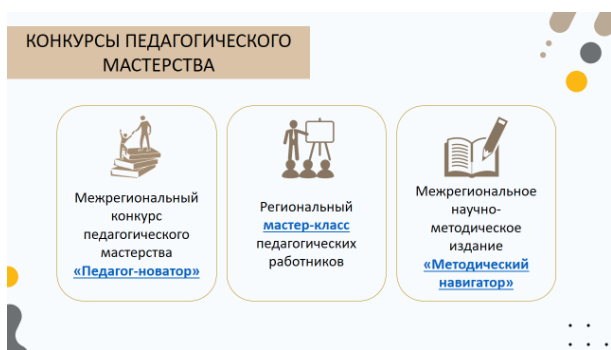 КОНКУРСЫ ПЕДАГОГИЧЕСКОГО
МАСТЕРСТВА
Межрегиональный
конкурс
педагогического
мастерства
«Педагог-новатор»
Региональный
мастер-класс
педагогических
работников
Межрегиональное
научно-
методическое
издание
«Методический
навигатор»